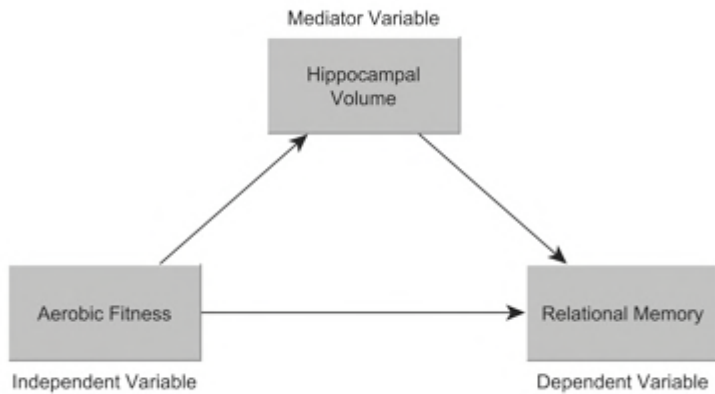 Mediator Variable
Hippocampal
Volume
Aerobic Fitness
Relational Memory
Independent Variable
Dependent Variable